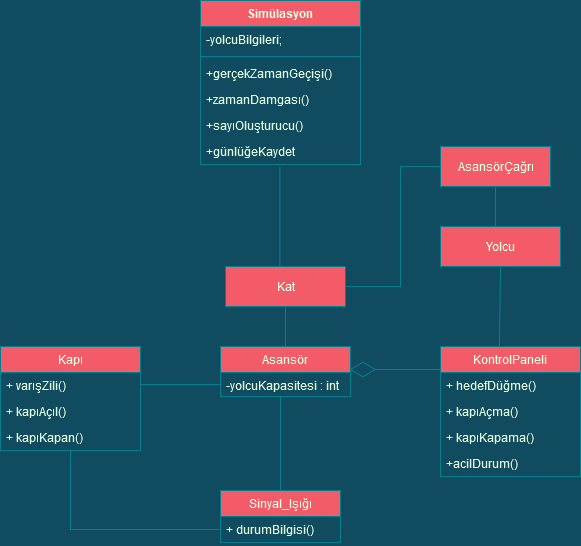 Simülasyon
-yolcuBilgileri;
+gerçekZamanGeçişi()
+zamanDamgası()
+sayıOluşturucu()
+günlüğeKaydet
AsansörÇağrı
Yolcu
Kat
Kapı
+ varışZili()
+ kapıAçıl()
+ kapıKapan()
Asansör
-yolcuKapasitesi : int
KontrolPaneli
+ hedefDüğme()
+ kapıAçma()
+ kapıKapama()
+acilDurum()
Sinyal_Işığı
+ durumBilgisi()